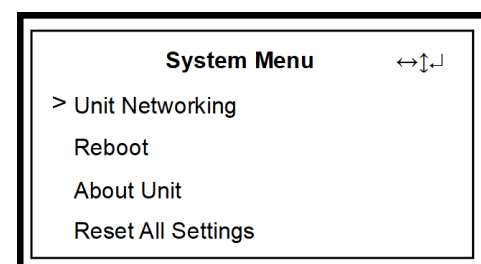 System Menu ↔↕↵
> Unit Networking
Reboot
About Unit
Reset All Settings